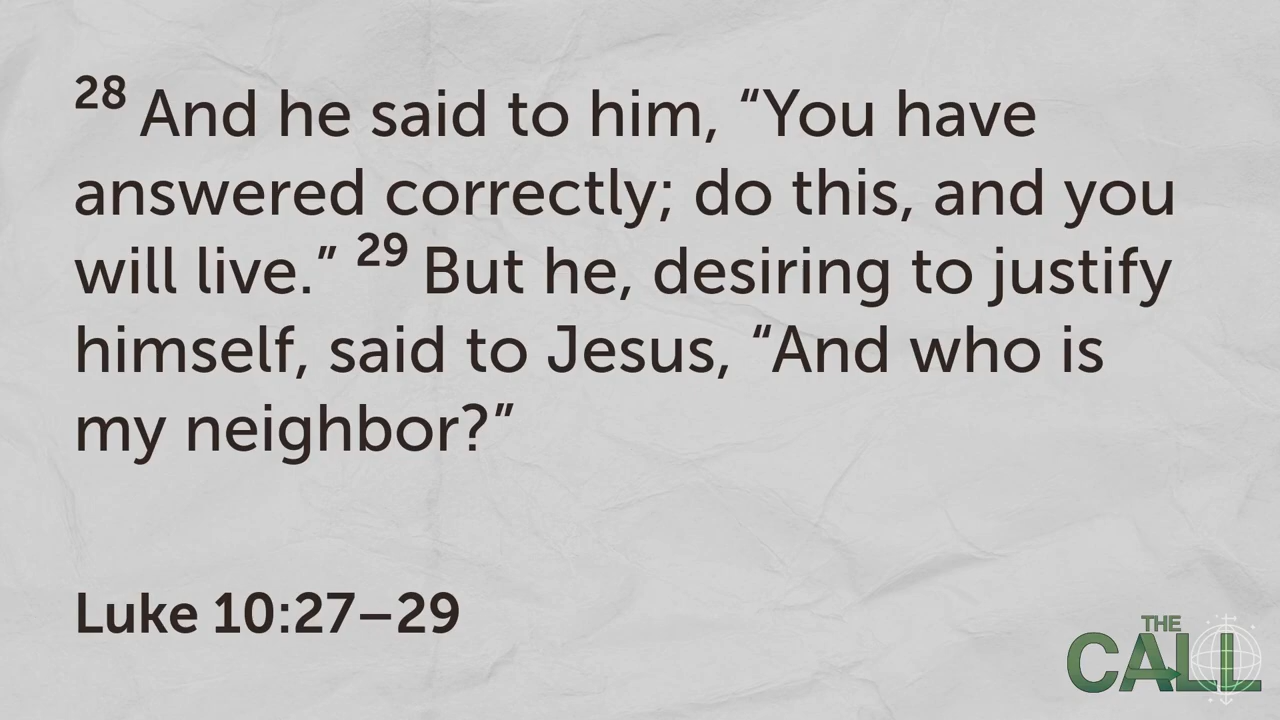 28 And he said to him, “You have
answered correctly; do this, and you
will live.” 29 But he, desiring to justify
himself, said to Jesus, “And who is
my neighbor?”
Luke 10:27–29
THE
CALL